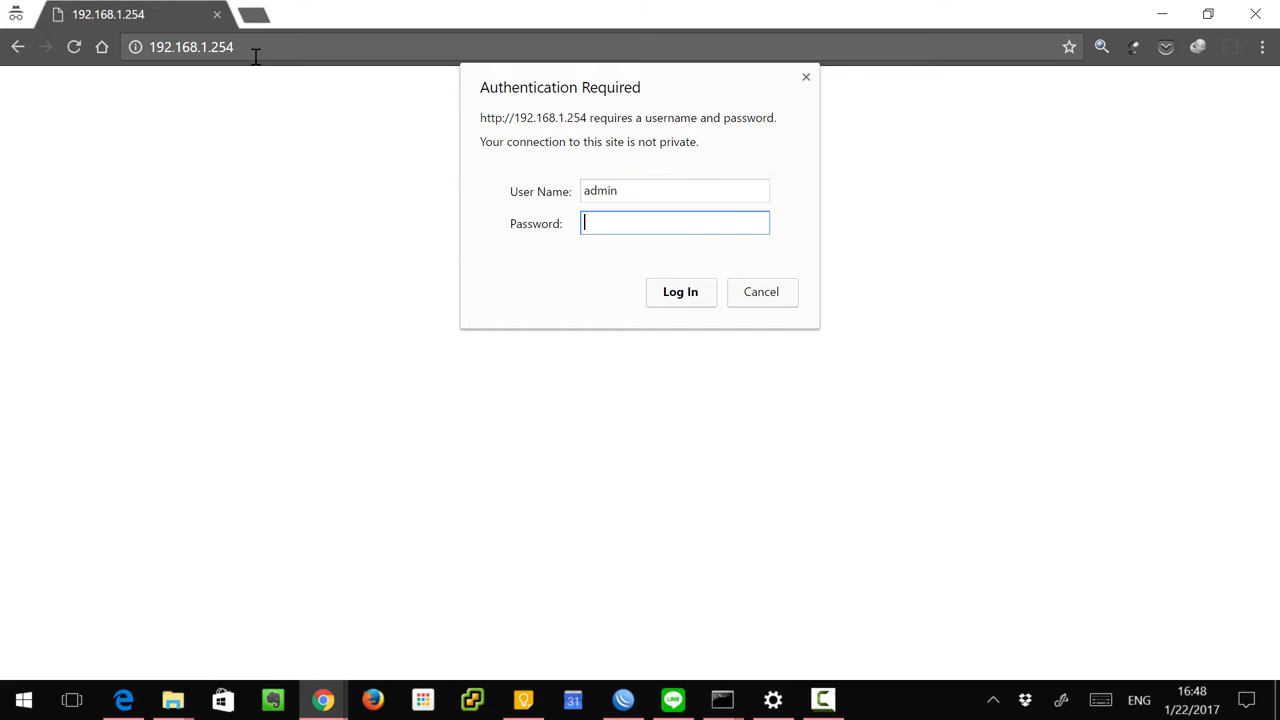 192.168.1.254
192.168.1.254
Authentication Required
http://192.168.1.254 requires a username and password.
Your connection to this site is not private.
User Name: admin
Password:
Log In Cancel
31
LINE
ENG
16:48
1/22/2017